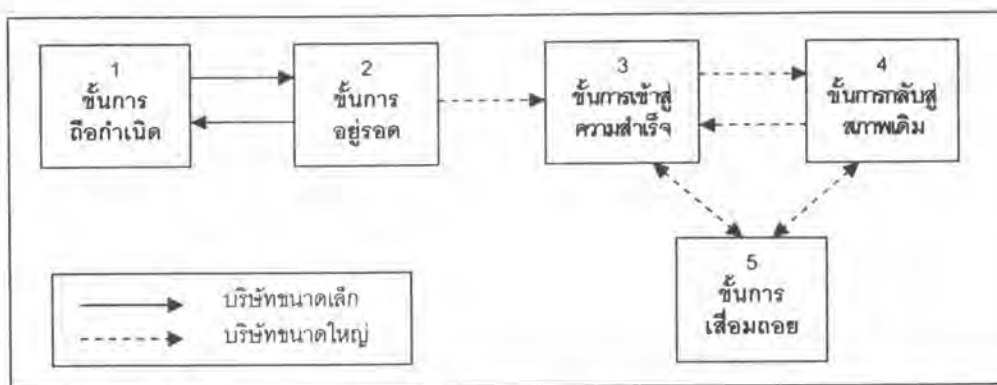 1
ขั้นการ
ถือกำเนิด
2
ขั้นการ
อยู่รอด
3
ขั้นการเข้าสู่
ความสำเร็จ
4
ขั้นการกลับสู่
สภาพเดิม
5
ขั้นการ
เสื่อมถอย
บริษัทขนาดเล็ก
บริษัทขนาดใหญ่